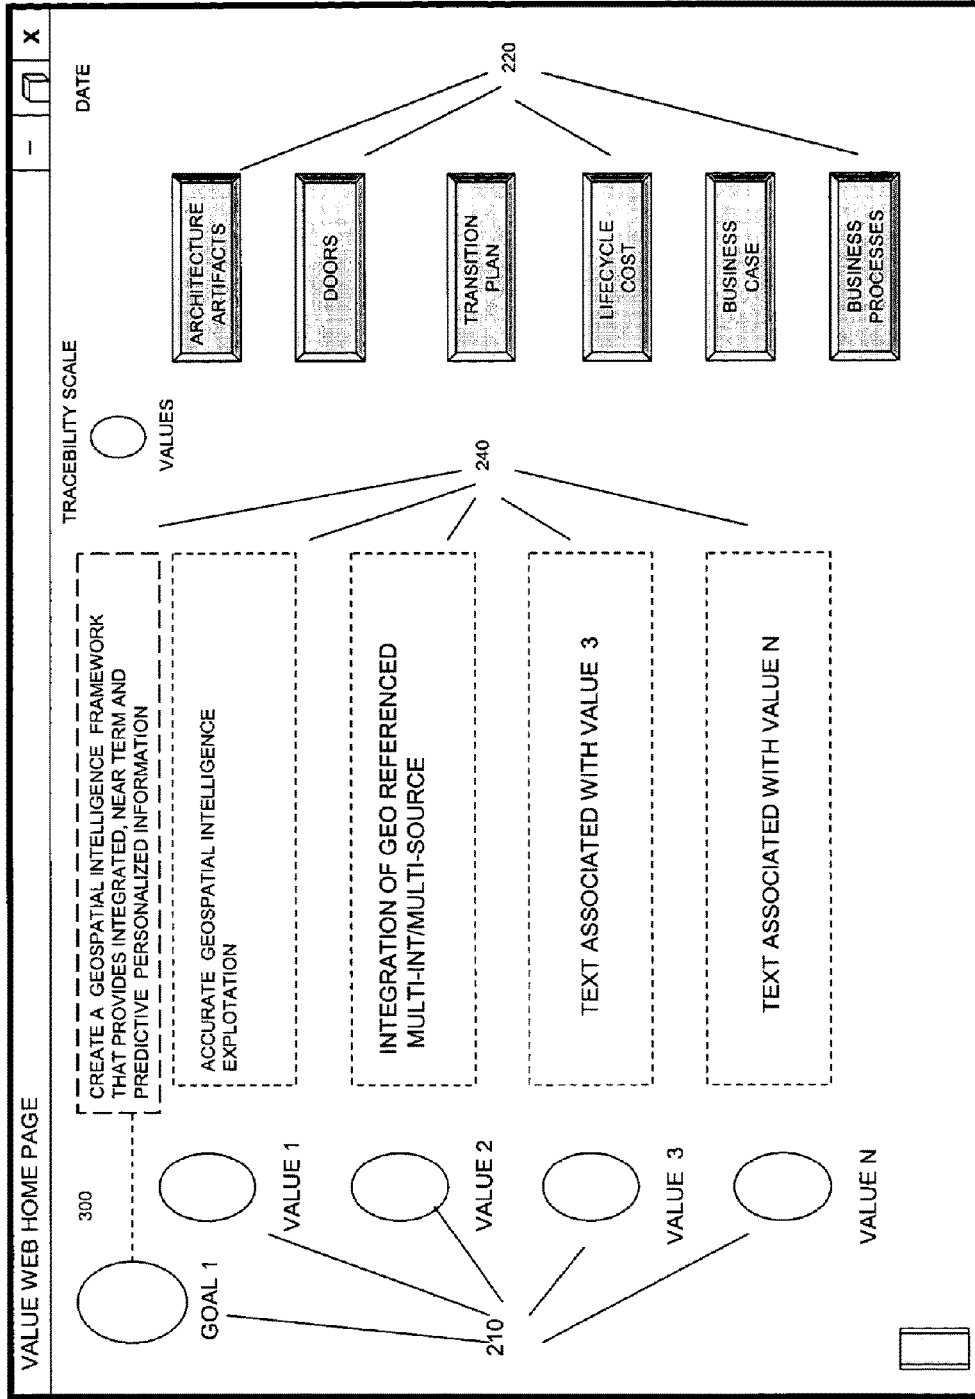 VALUE WEB HOME PAGE
– X
TRACEBILITY SCALE
DATE
300
GOAL 1
CREATE A GEOSPATIAL INTELLIGENCE FRAMEWORK
THAT PROVIDES INTEGRATED, NEAR TERM AND
PREDICTIVE PERSONALIZED INFORMATION
VALUES
VALUE 1
ACCURATE GEOSPATIAL INTELLIGENCE
EXPLOTATION
VALUE 2
INTEGRATION OF GEO REFERENCED
MULTI-INT/MULTI-SOURCE
VALUE 3
TEXT ASSOCIATED WITH VALUE 3
VALUE N
TEXT ASSOCIATED WITH VALUE N
210
240
220
ARCHITECTURE
ARTIFACTS
DOORS
TRANSITION
PLAN
LIFECYCLE
COST
BUSINESS
CASE
BUSINESS
PROCESSES